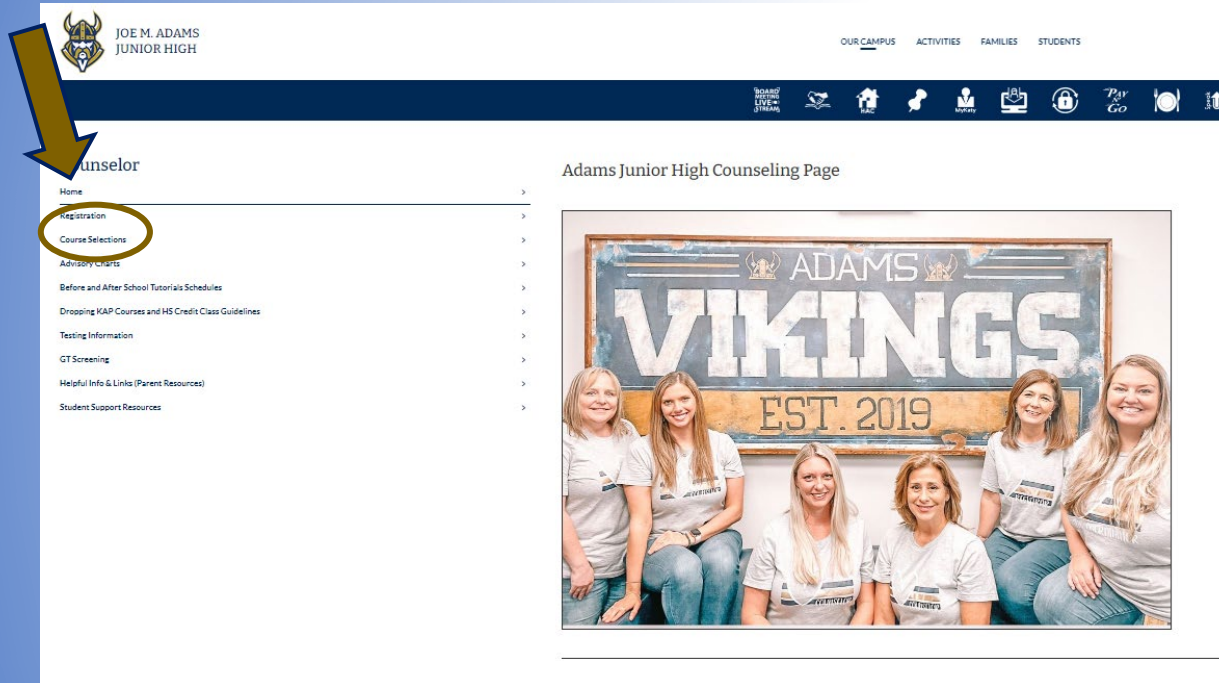 JOE M. ADAMS
JUNIOR HIGH
OUR CAMPUS ACTIVITIES FAMILIES STUDENTS
BOARD
MEETING
LIVE
STREAM
HAC
MyKaty
Pay
N
Go
Speak
unselor
Home
Registration
Course Selections
Advisory Charts
Before and After School Tutorials Schedules
Dropping KAP Courses and HS Credit Class Guidelines
Testing Information
GT Screening
Helpful Info & Links (Parent Resources)
Student Support Resources
Adams Junior High Counseling Page
ADAMS
VIKINGS
EST. 2019